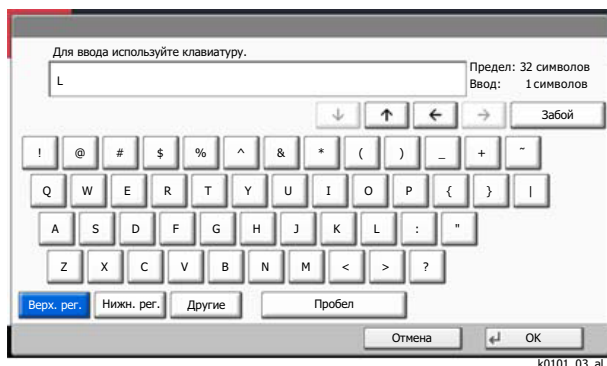 Для ввода используйте клавиатуру.
L
Предел: 32 символов
Ввод: 1символов
↓ ↑ ← → Забой
! @ # $ % ^ & * ( ) _ + ~
Q W E R T Y U I O P { } |
A S D F G H J K L : "
Z X C V B N M < > ?
Верх. рег. Нижн. рег. Другие Пробел
Отмена OK
k0101_03_al